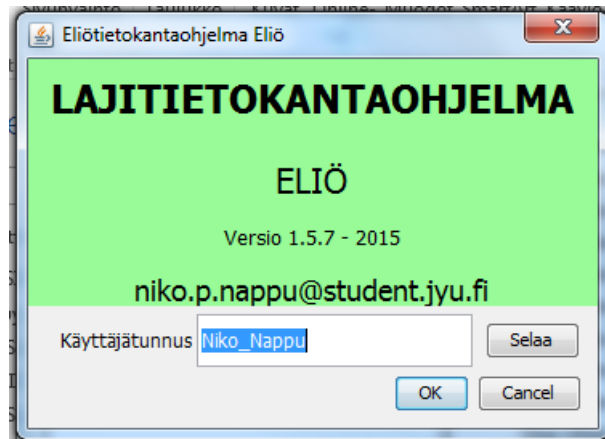 Eliötietokantaohjelma Eliö
LAJITIETOKANTAOHJELMA
ELIÖ
Versio 1.5.7 - 2015
niko.p.nappu@student.jyu.fi
Käyttäjätunnus Niko_Nappu Selaa
OK Cancel